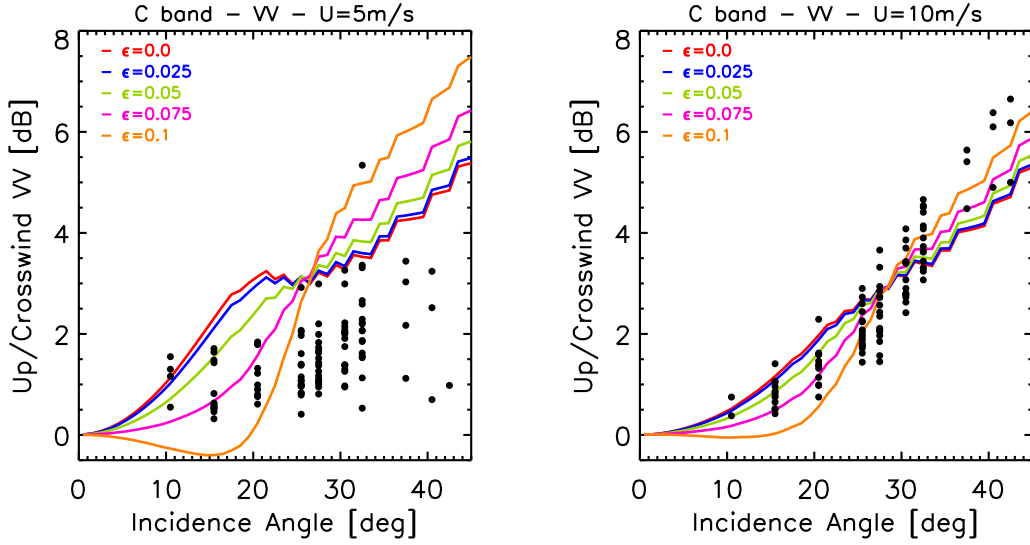 C band - VV - U=5m/s
8
6
4
2
0
0 10 20 30 40
Up/Crosswind VV [dB]
Incidence Angle [deg]
ϵ=0.0
ϵ=0.025
ϵ=0.05
ϵ=0.075
ϵ=0.1
C band - VV - U=10m/s
8
6
4
2
0
0 10 20 30 40
Up/Crosswind VV [dB]
Incidence Angle [deg]
ϵ=0.0
ϵ=0.025
ϵ=0.05
ϵ=0.075
ϵ=0.1